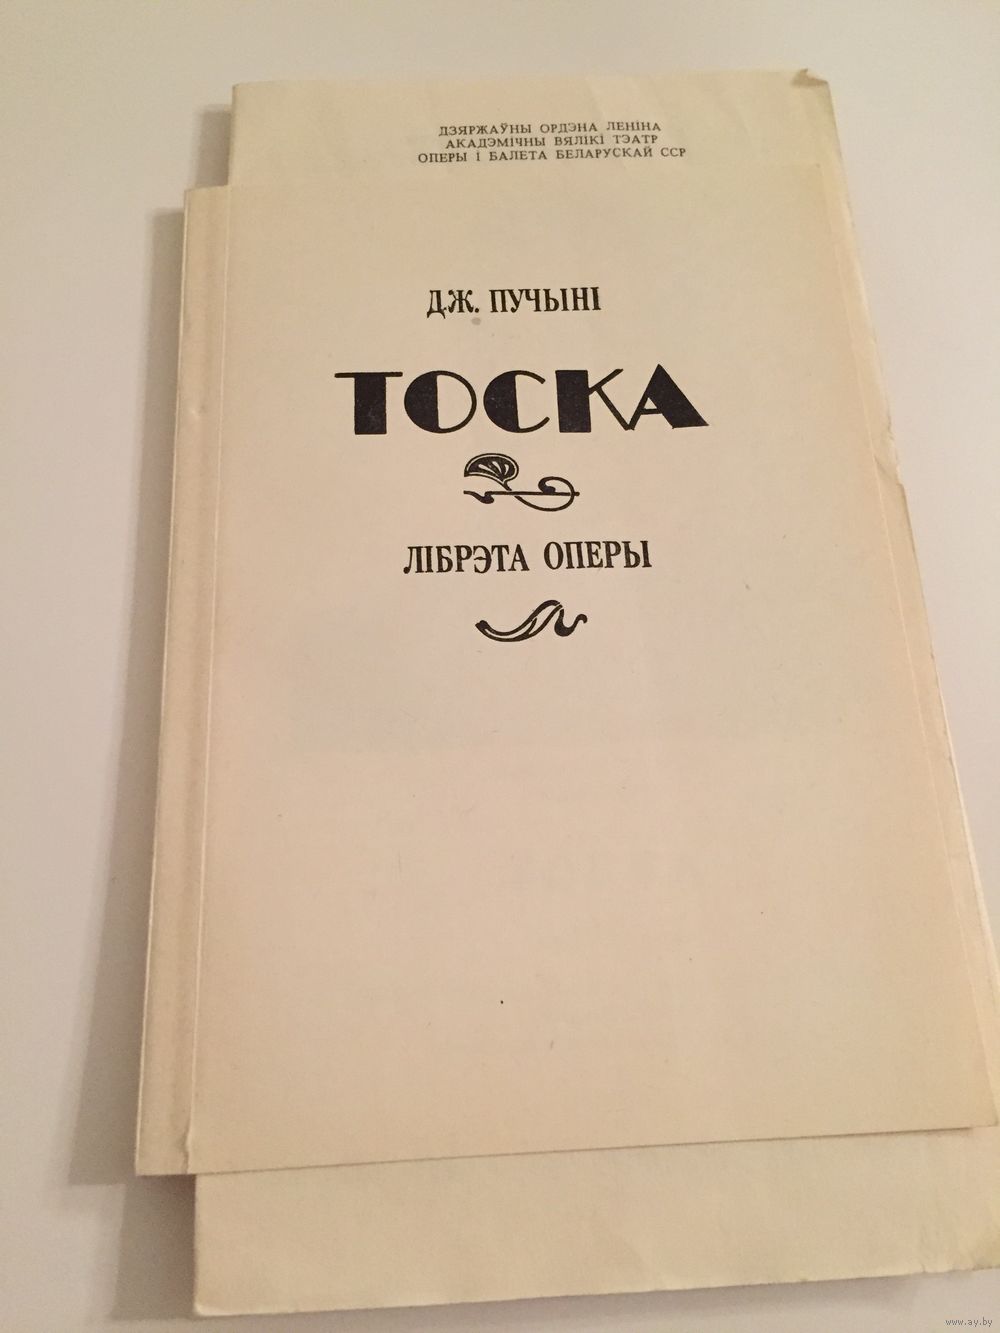 ДЗЯРЖАЎНЫ ОРДЭНА ЛЕНІНА
АКАДЭМІЧНЫ ВЯЛІКІ ТЭАТР
ОПЕРЫ І БАЛЕТА БЕЛАРУСКАЙ ССР
ДЖ. ПУЧЫНІ
ТОСКА
ЛІБРЭТА ОПЕРЫ
www.ay.by